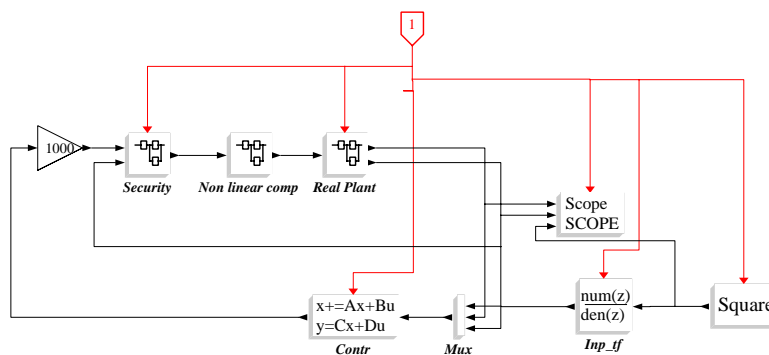 1
1000
Security
Non linear comp
Real Plant
Scope
SCOPE
x+=Ax+Bu
y=Cx+Du
Contr
Mux
num(z)
den(z)
Inp_tf
Square